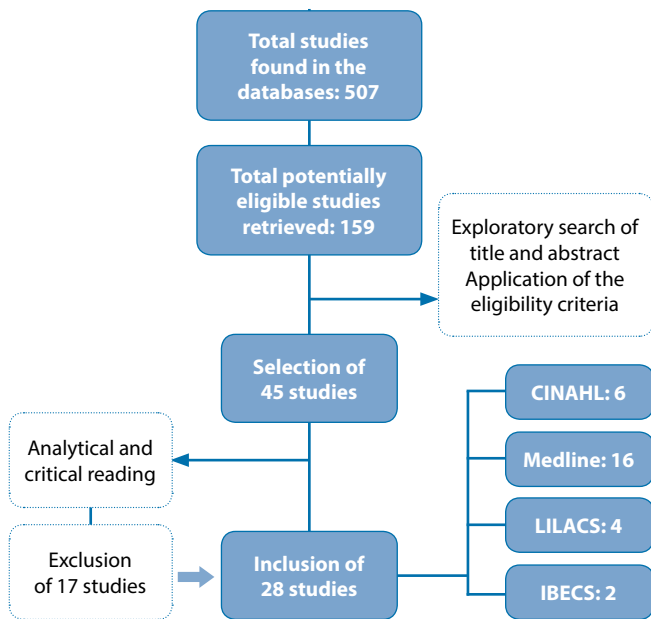 Total studies
found in the
databases: 507
Total potentially
eligible studies
retrieved: 159
Exploratory search of
title and abstract
Application of the
eligibility criteria
Selection of
45 studies
Analytical and
critical reading
Exclusion
of 17 studies
Inclusion of
28 studies
CINAHL: 6
Medline: 16
LILACS: 4
IBECS: 2